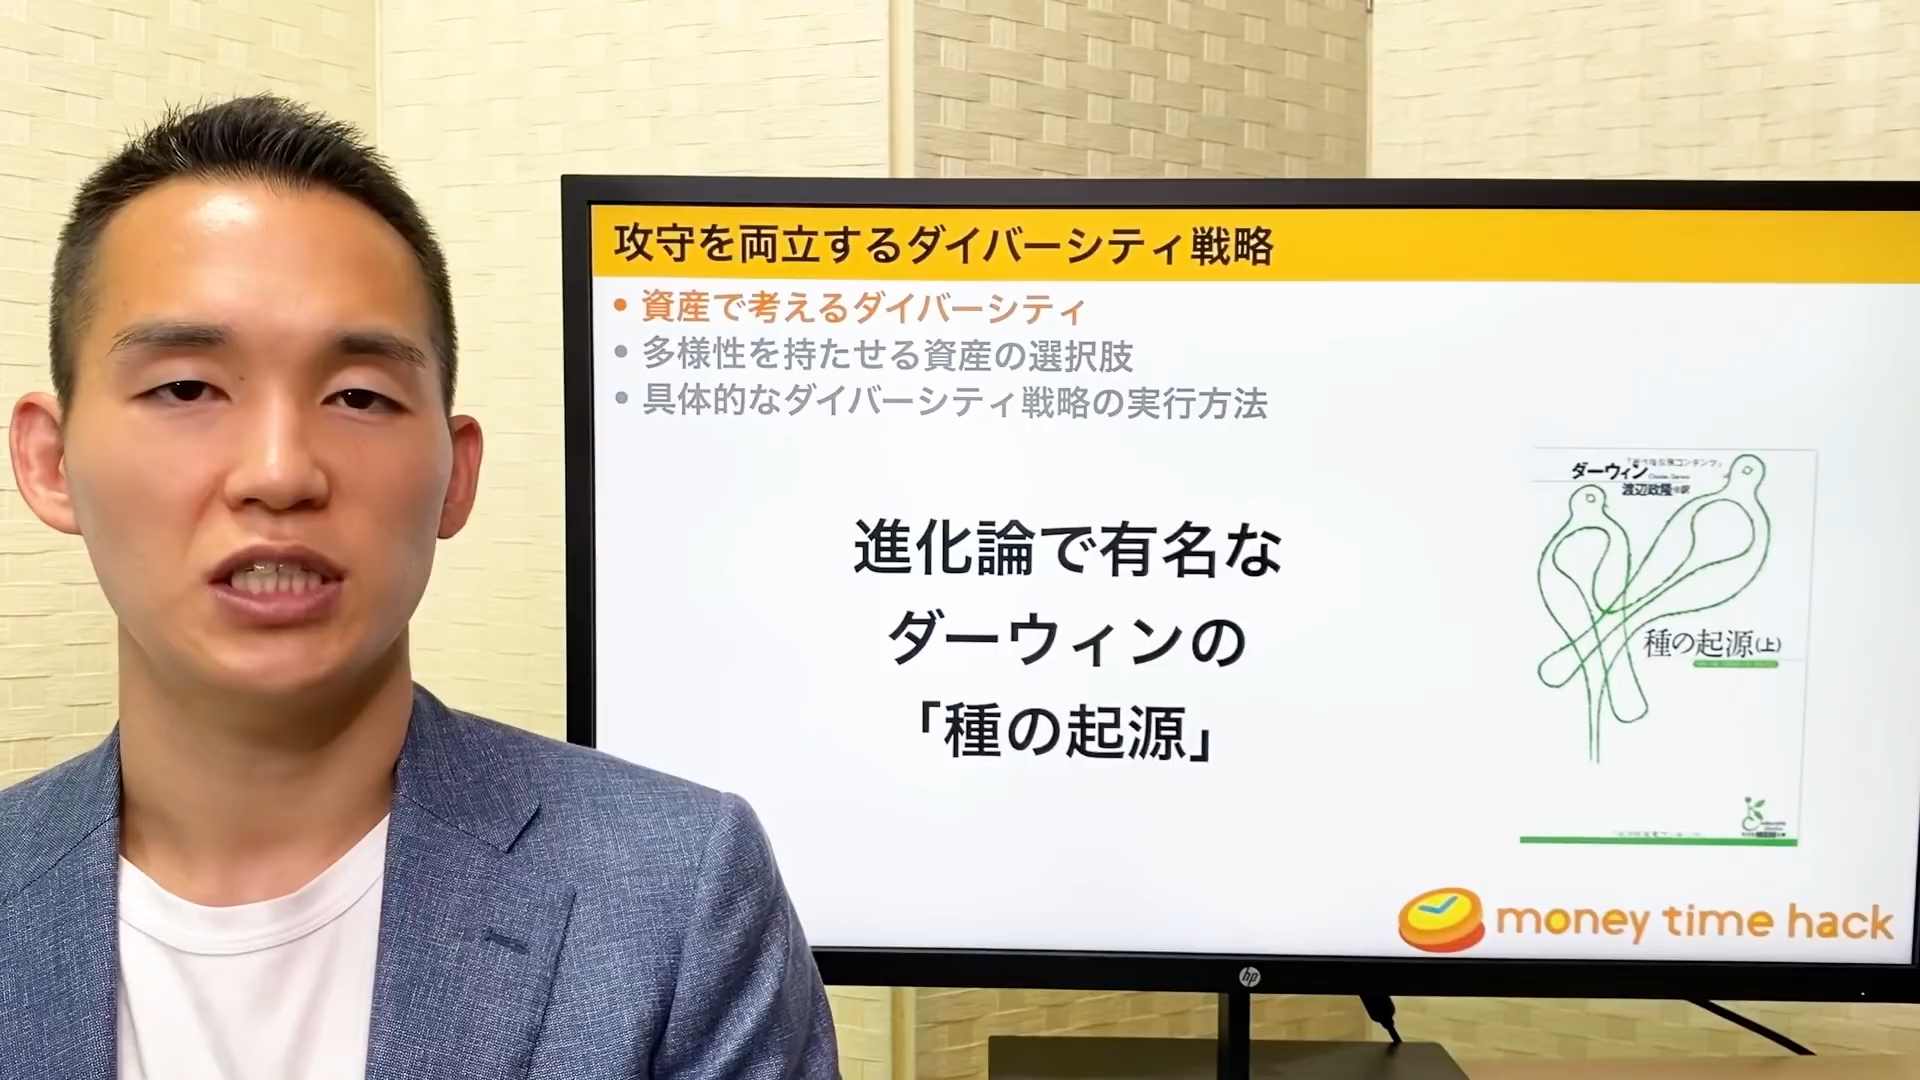 攻守を両立するダイバーシティ戦略
• 資産で考えるダイバーシティ
• 多様性を持たせる資産の選択肢
• 具体的なダイバーシティ戦略の実行方法
進化論で有名な
ダーウィンの
「種の起源」
ダーウィン
渡辺政隆 訳
種の起源(上)
money time hack
hp